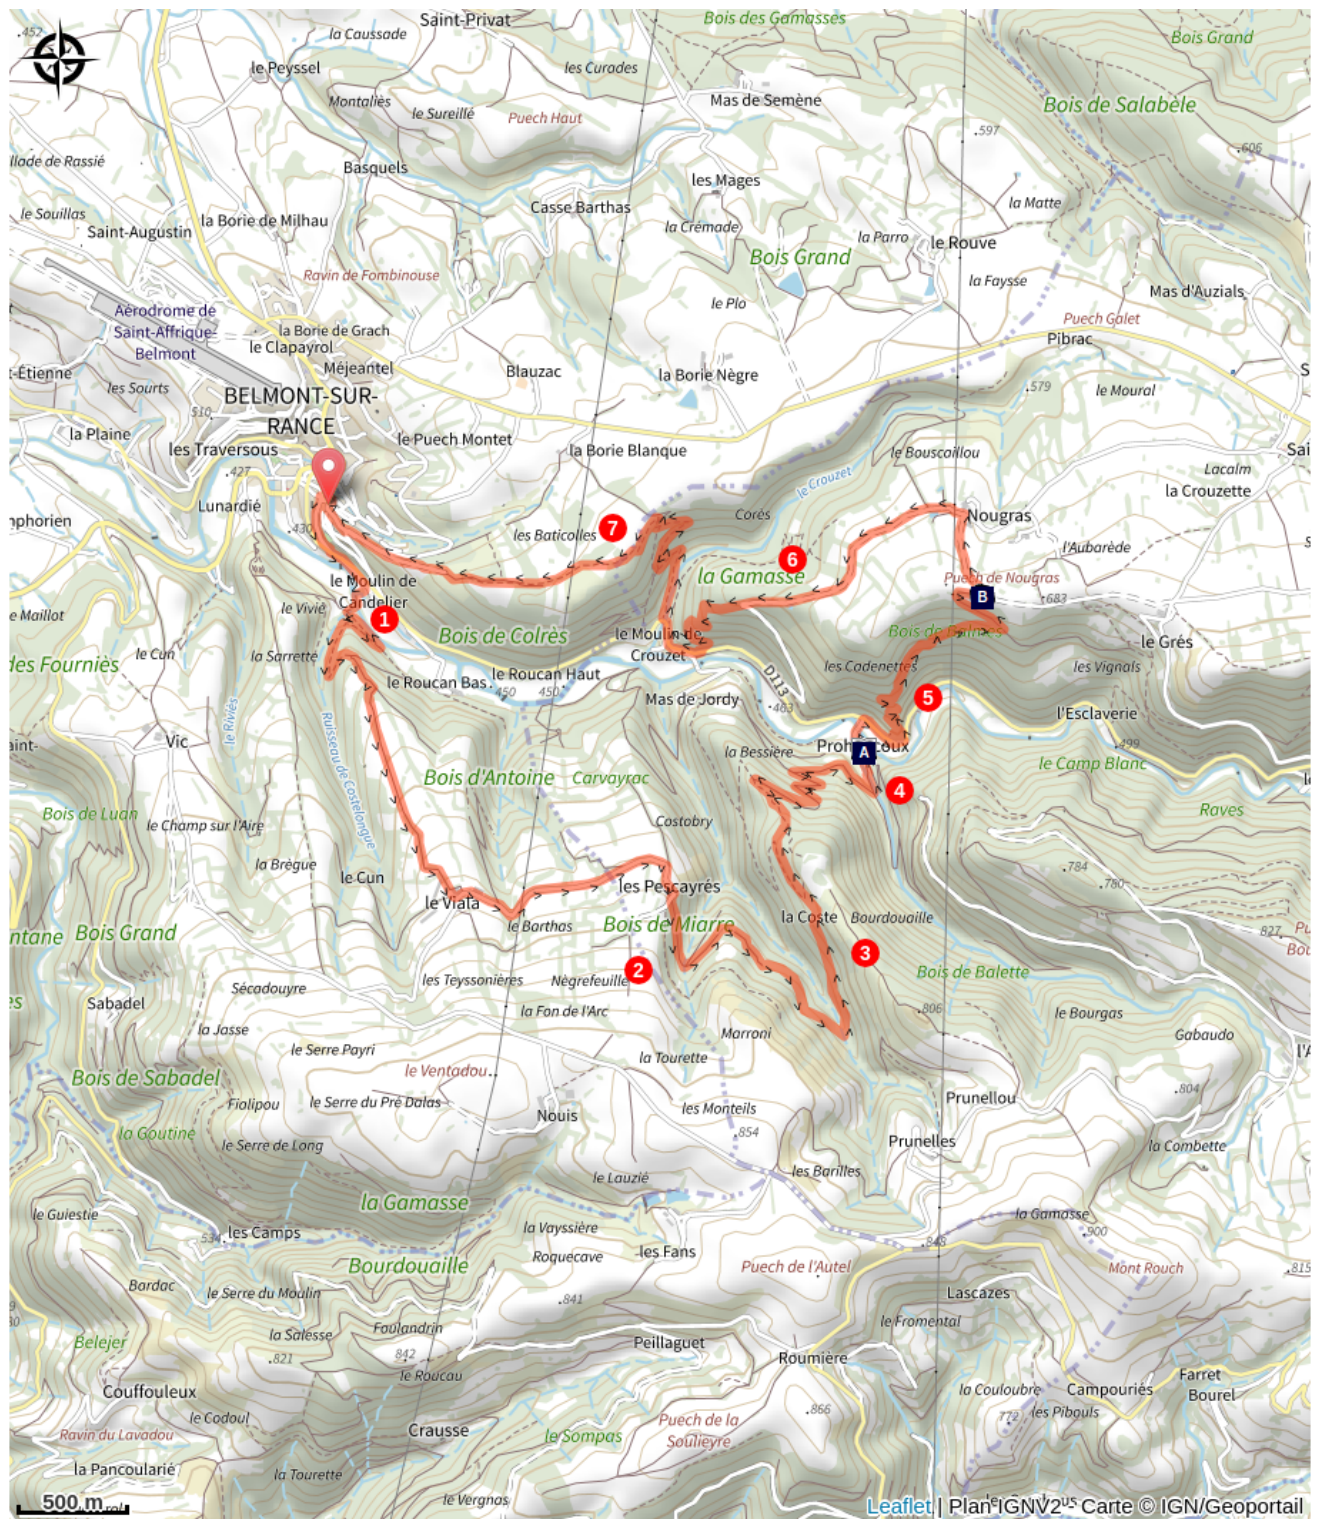 Saint-Privat
Bois des Gamasses
.452
la Caussade
Bois Grand
le Peyssel
les Curades
Montaliès
le Sureillé
Puech Haut
Mas de Semène
Bois de Salabèle
.597
.606
llade de Rassié
Basquels
les Mages
la Matte
le Souillas
la Borie de Milhau
Casse Barthas
la Crémade
la Parro
le Rouve
Saint-Augustin
Bois Grand
Ravin de Fombinouse
la Faysse
Mas d'Auzials
le Plo
Aérodrome de
Saint-Affrique-
Belmont
la Borie de Grach
le Clapayrol
Puech Galet
Pibrac
Méjeantel
t-Étienne
les Sourts
Blauzac
la Borie Nègre
.579
le Moural
S
BELMONT-SUR-
RANCE
510
la Plaine
les Traversous
le Puech Montet
la Borie Blanque
le Bouscaillou
Sai
.427
Lacalm
la Crouzette
le Crouzet
Lunardié
nphorien
.430
les Baticolles
7
Corès
Nougras
l'Aubarède
6
la Gamasse
Puech de Nougras
le Moulin de
Candelier
B
.683
le Vivié
1
e Maillot
Bois de Colrès
le Moulin de
Crouzet
Bois de Balmes
le Grés
des Fourniès
le Cun
la Sarrette
les Cadenettes
les Vignals
le Roucan Haut
le Roucan Bas
450
450
D113
Mas de Jordy
5
.463
l'Esclaverie
le Riviès
Ruisseau de Costelongue
Vic
aint-
la Bessière
A
.499
le Camp Blanc
Bois d'Antoine
Carvayrac
4
Raves
Bois de Luan
le Champ sur l'Aire
Costobry
la Brègue
le Cun
.784
.780
les Pescayrés
le Viala
la Coste
Bourdouaille
ntane
Bois Grand
le Barthas
Bois de Miarre
827
3
2
Bois de Balette
les Teyssonières
Nègrefeuille
Sécadouyre
Sabadel
la Fon de l'Arc
.806
le Bourgas
la Jasse
Marroni
Gabaudo
le Serre Payri
la Tourette
le Ventadou
Bois de Sabadel
.804
Fialipou
le Serre du Pré Dalas
Nouis
les Monteils
Prunellou
la Goutine
.854
Prunelles
le Serre de Long
la Combette
les Barilles
le Lauzié
la Gamasse
le Guiestie
la Gamasse
.900
534
les Camps
la Vayssière
.848
Roquecave
les Fans
Bourdouaille
Puech de l'Autel
Mont Rouch
.815
Bordac
le Serre du Moulin
Lascazes
.841
le Fromental
la Salesse
Foulandrin
Belejer
Peillaguet
.821
842
Roumière
le Roucau
Farret
Couffouleux
la Couloubre
Campouriés
Bourel
le Codoul
.866
les Pibouls
772
Crausse
Puech de la
Soulieyre
Ravin du Lavadou
le Sompas
la Pancoularié
la Tourette
le Vergnas
500 m
Leaflet | Plan IGNV2 - Carte © IGN/Geoportail